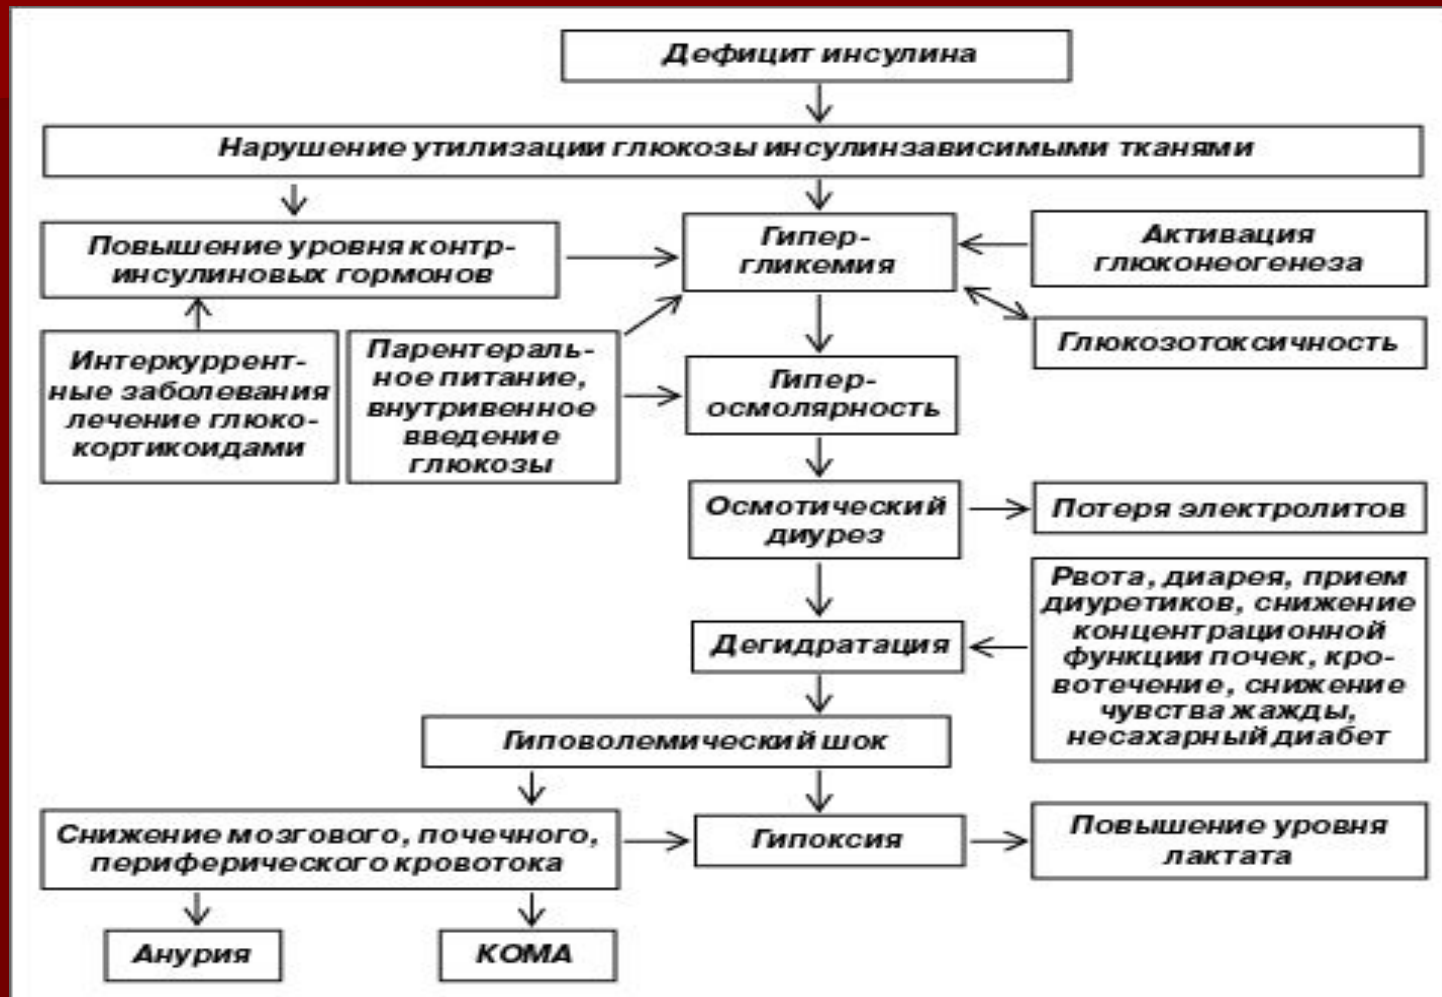 Дефицит инсулина
Нарушение утилизации глюкозы инсулинзависимыми тканями
Повышение уровня контр-
инсулиновых гормонов
Гипер-
гликемия
Активация
глюконеогенеза
Глюкозотоксичность
Интеркуррент-
ные заболевания
лечение глюко-
кортикоидами
Парентераль-
ное питание,
внутривенное
введение
глюкозы
Гипер-
осмолярность
Осмотический
диурез
Потеря электролитов
Рвота, диарея, прием
диуретиков, снижение
концентрационной
функции почек, кро-
вотечение, снижение
чувства жажды,
несахарный диабет
Дегидратация
Гиповолемический шок
Снижение мозгового, почечного,
периферического кровотока
Гипоксия
Повышение уровня
лактата
Анурия
КОМА